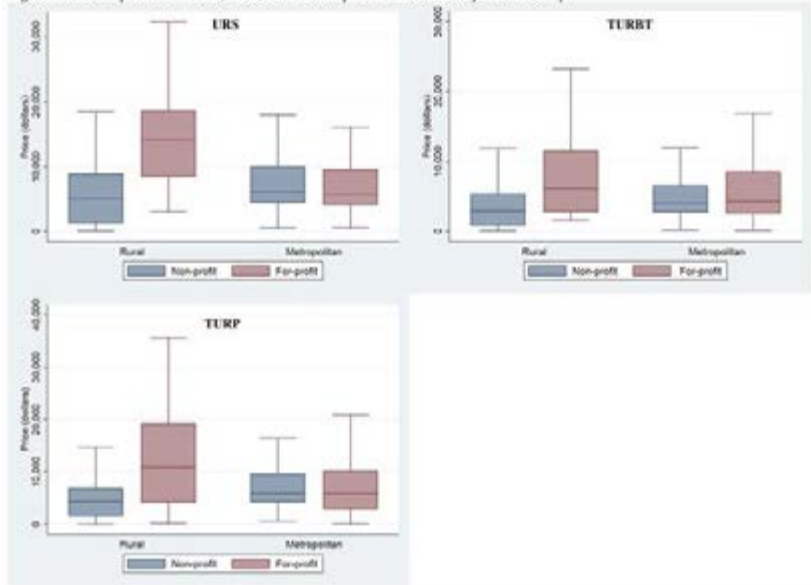 URS
Price (dollars)
0
10,000
20,000
30,000
Rural
Metropolitan
Non-profit
For-profit
TURBT
Price (dollars)
0
10,000
20,000
30,000
Rural
Metropolitan
Non-profit
For-profit
TURP
Price (dollars)
0
10,000
20,000
30,000
40,000
Rural
Metropolitan
Non-profit
For-profit